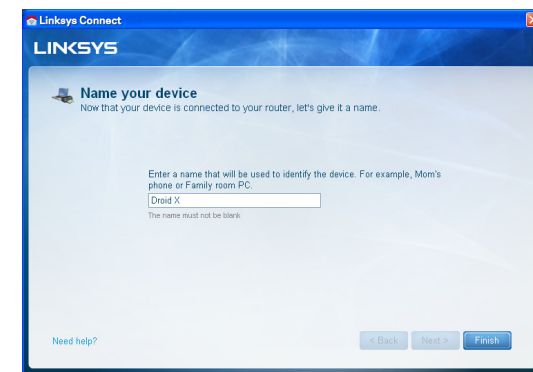 Linksys Connect
LINKSYS
Name your device
Now that your device is connected to your router, let's give it a name.
Enter a name that will be used to identify the device. For example, Mom's
phone or Family room PC.
Droid X
The name must not be blank
Need help?
< Back Next > Finish